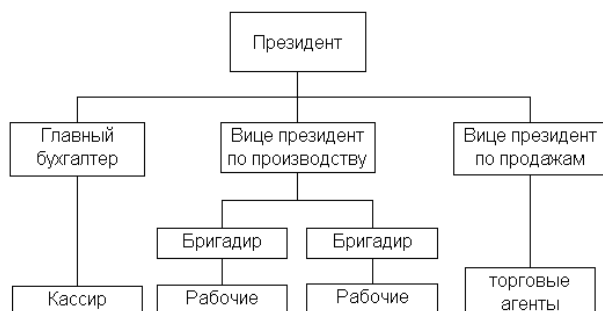 Президент
Главный
бухгалтер
Вице президент
по производству
Вице президент
по продажам
Бригадир
Бригадир
Кассир
Рабочие
Рабочие
торговые
агенты